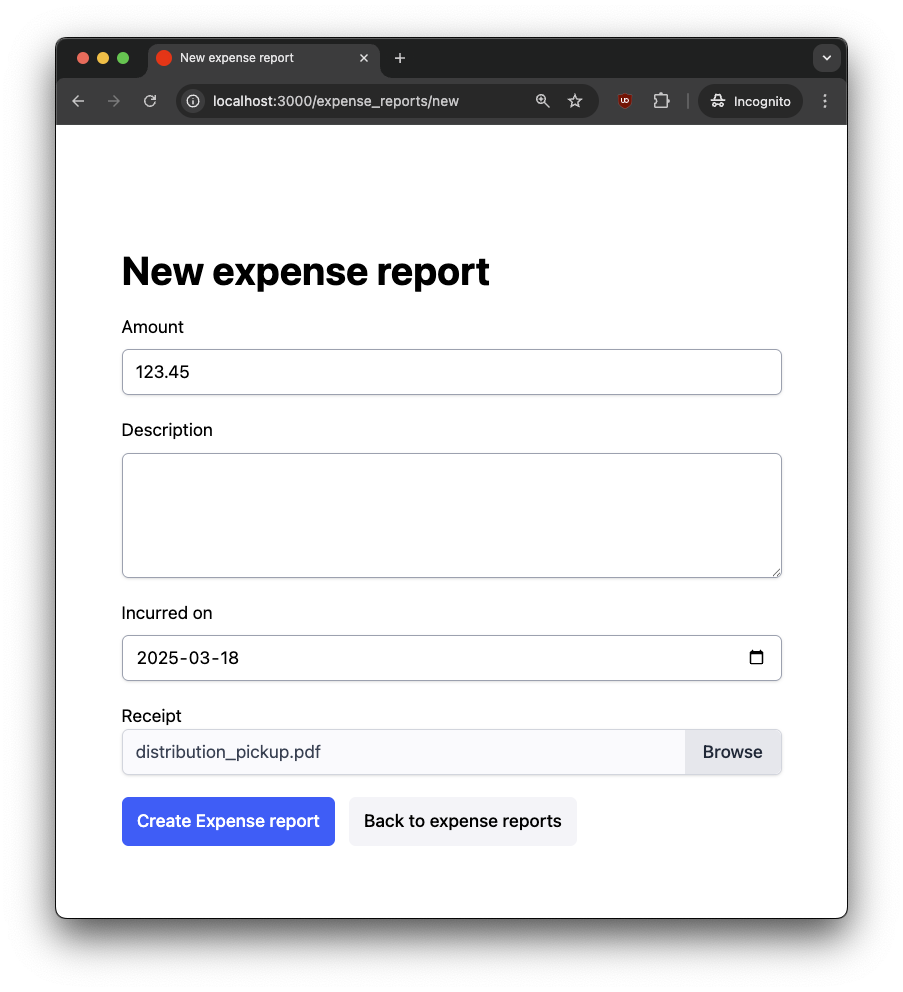 New expense report
localhost:3000/expense_reports/new
Incognito
New expense report
Amount
123.45
Description
Incurred on
2025-03-18
Receipt
distribution_pickup.pdf Browse
Create Expense report Back to expense reports